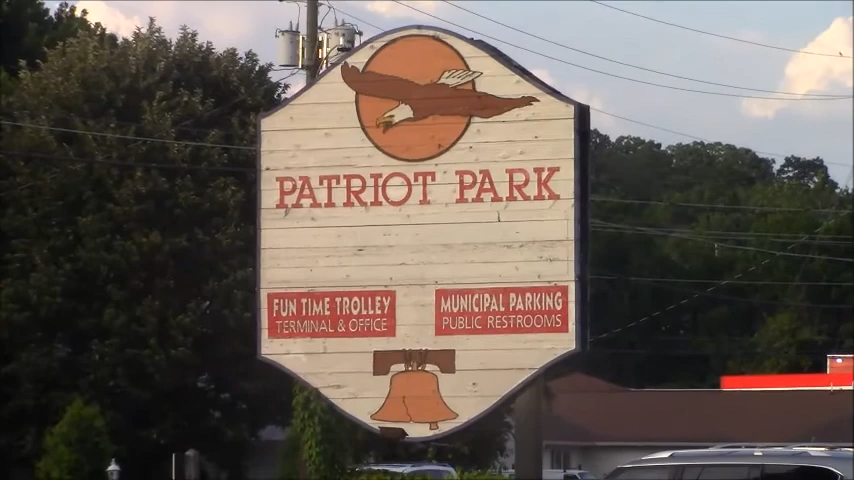 PATRIOT PARK
FUN TIME TROLLEY
TERMINAL & OFFICE
MUNICIPAL PARKING
PUBLIC RESTROOMS